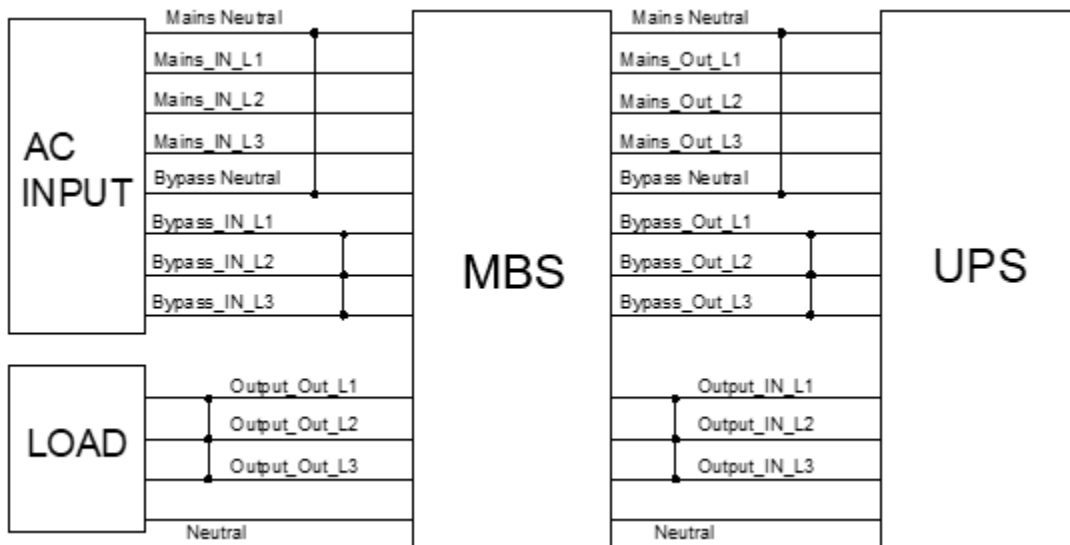 Mains Neutral
Mains_IN_L1
Mains_IN_L2
Mains_IN_L3
Bypass Neutral
Bypass_IN_L1
Bypass_IN_L2
Bypass_IN_L3
AC
INPUT
Output_Out_L1
Output_Out_L2
Output_Out_L3
Neutral
LOAD
MBS
Mains Neutral
Mains_Out_L1
Mains_Out_L2
Mains_Out_L3
Bypass Neutral
Bypass_Out_L1
Bypass_Out_L2
Bypass_Out_L3
Output_IN_L1
Output_IN_L2
Output_IN_L3
Neutral
UPS